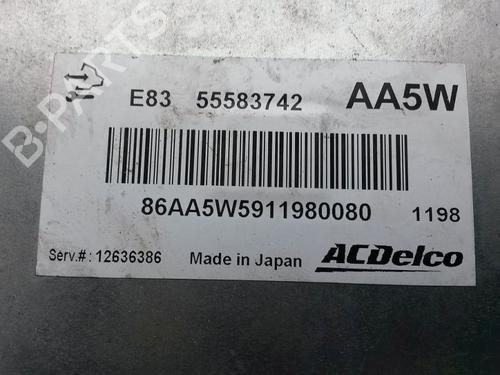 E83 55583742 AA5W
86AA5W5911980080 1198
Serv.#: 12636386 Made in Japan ACDelco
B-PARTS